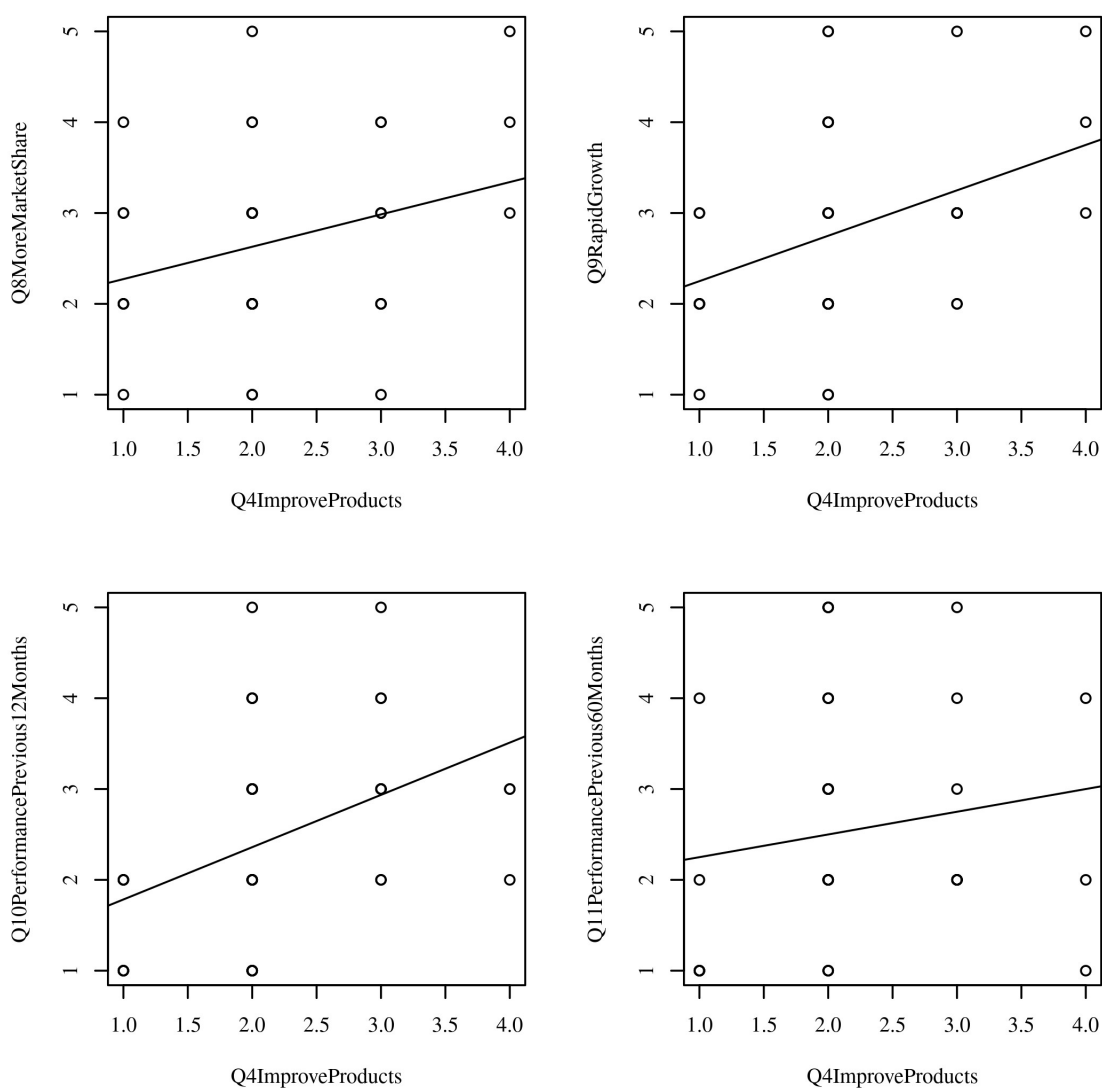 Q8MoreMarketShare
5
4
3
2
1
1.0 1.5 2.0 2.5 3.0 3.5 4.0
Q4ImproveProducts
Q9RapidGrowth
5
4
3
2
1
1.0 1.5 2.0 2.5 3.0 3.5 4.0
Q4ImproveProducts
Q10PerformancePrevious12Months
5
4
3
2
1
1.0 1.5 2.0 2.5 3.0 3.5 4.0
Q4ImproveProducts
Q11PerformancePrevious60Months
5
4
3
2
1
1.0 1.5 2.0 2.5 3.0 3.5 4.0
Q4ImproveProducts